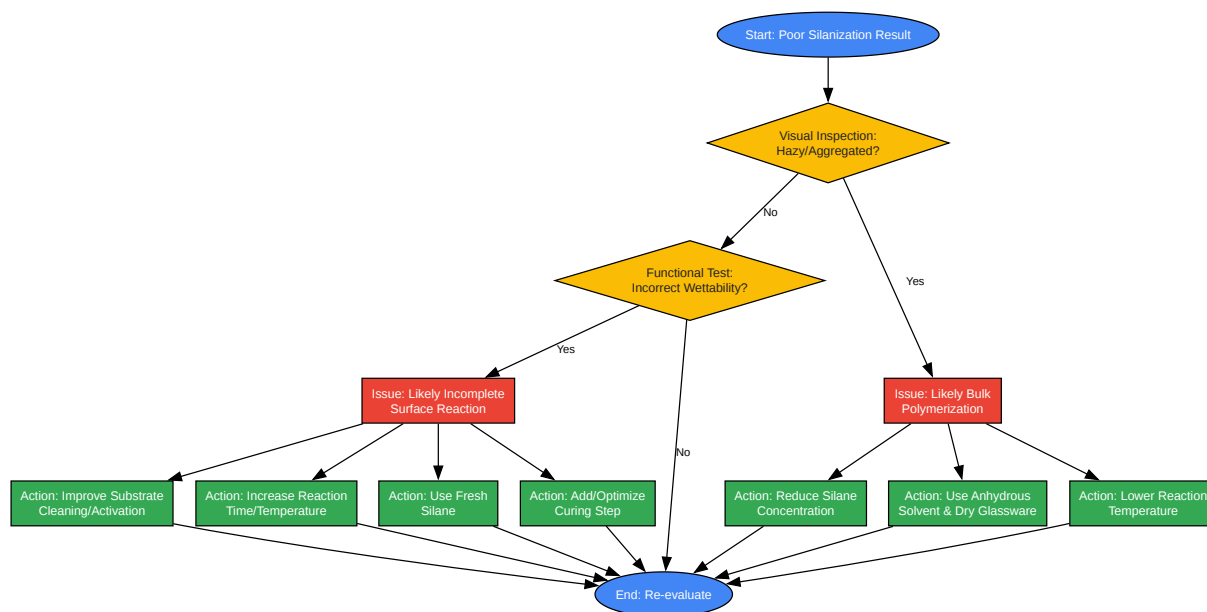 Start: Poor Silanization Result
Visual Inspection:
Hazy/Aggregated?
No
Functional Test:
Incorrect Wettability?
Yes
Yes
Issue: Likely Incomplete
Surface Reaction
Issue: Likely Bulk
Polymerization
No
Action: Improve Substrate
Cleaning/Activation
Action: Increase Reaction
Time/Temperature
Action: Use Fresh
Silane
Action: Add/Optimize
Curing Step
Action: Reduce Silane
Concentration
Action: Use Anhydrous
Solvent & Dry Glassware
Action: Lower Reaction
Temperature
End: Re-evaluate